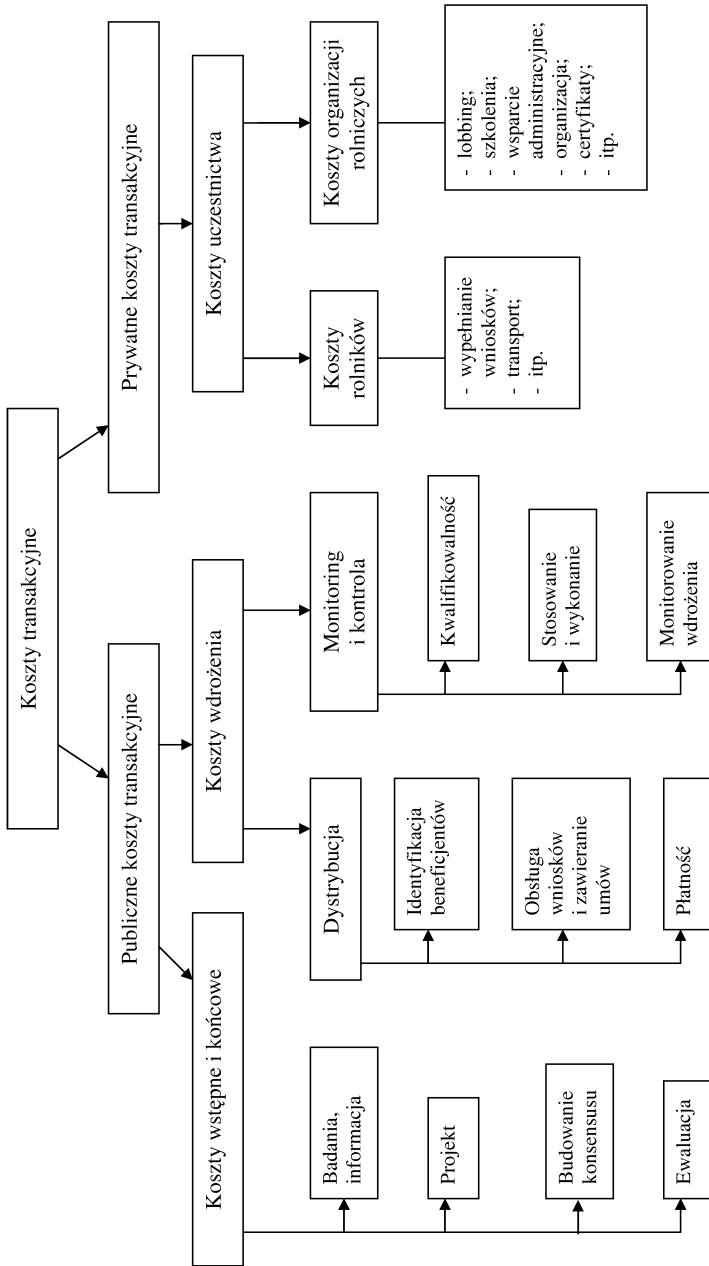 Koszty transakcyjne
Publiczne koszty transakcyjne
Prywatne koszty transakcyjne
Koszty wstępne i końcowe
Koszty wdrożenia
Koszty uczestnictwa
Badania,
informacja
Projekt
Budowanie
konsensusu
Ewaluacja
Dystrybucja
Identyfikacja
beneficjentów
Obsługa
wniosków
i zawieranie
umów
Płatność
Monitoring
i kontrola
Kwalifikowalność
Stosowanie
i wykonanie
Monitorowanie
wdrożenia
Koszty
rolników
- wypełnianie
wniosków;
- transport;
- itp.
Koszty organizacji
rolniczych
- lobbing;
- szkolenia;
- wsparcie
administracyjne;
- organizacja;
- certyfikaty;
- itp.